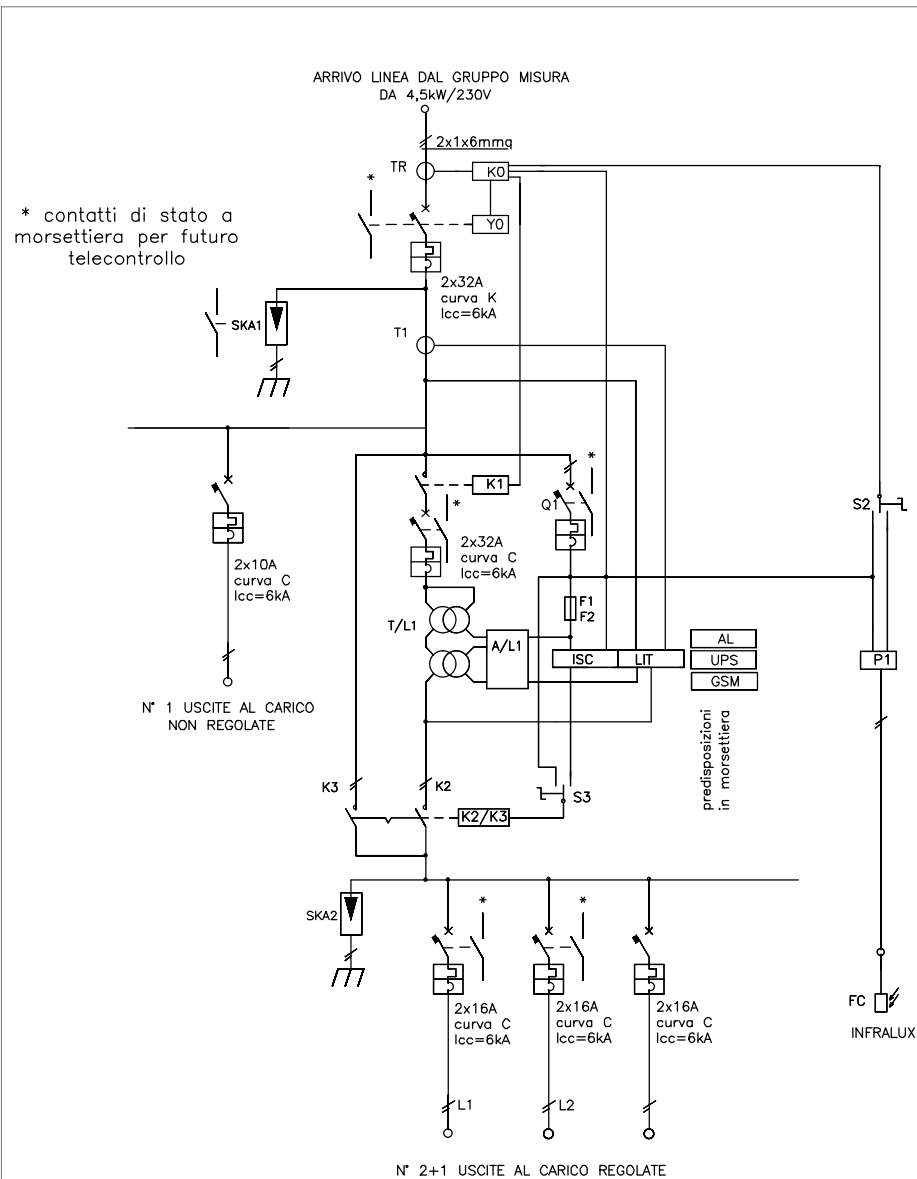 ARRIVO LINEA DAL GRUPPO MISURA
DA 4,5kW/230V
2x1x6mmq
TR
K0
*
Y0
* contatti di stato a
morsettiera per futuro
telecontrollo
2x32A
curva K
Icc=6kA
SKA1
T1
*
K1
Q1
S2
*
2x32A
curva C
Icc=6kA
2x10A
curva C
Icc=6kA
F1
F2
T/L1
A/L1
ISC
LIT
AL
UPS
GSM
P1
N° 1 USCITE AL CARICO
NON REGOLATE
predisposizioni
in morsettiera
K3
K2
S3
K2/K3
SKA2
*
*
2x16A
curva C
Icc=6kA
2x16A
curva C
Icc=6kA
2x16A
curva C
Icc=6kA
FC
INFRALUX
L1
L2
N° 2+1 USCITE AL CARICO REGOLATE